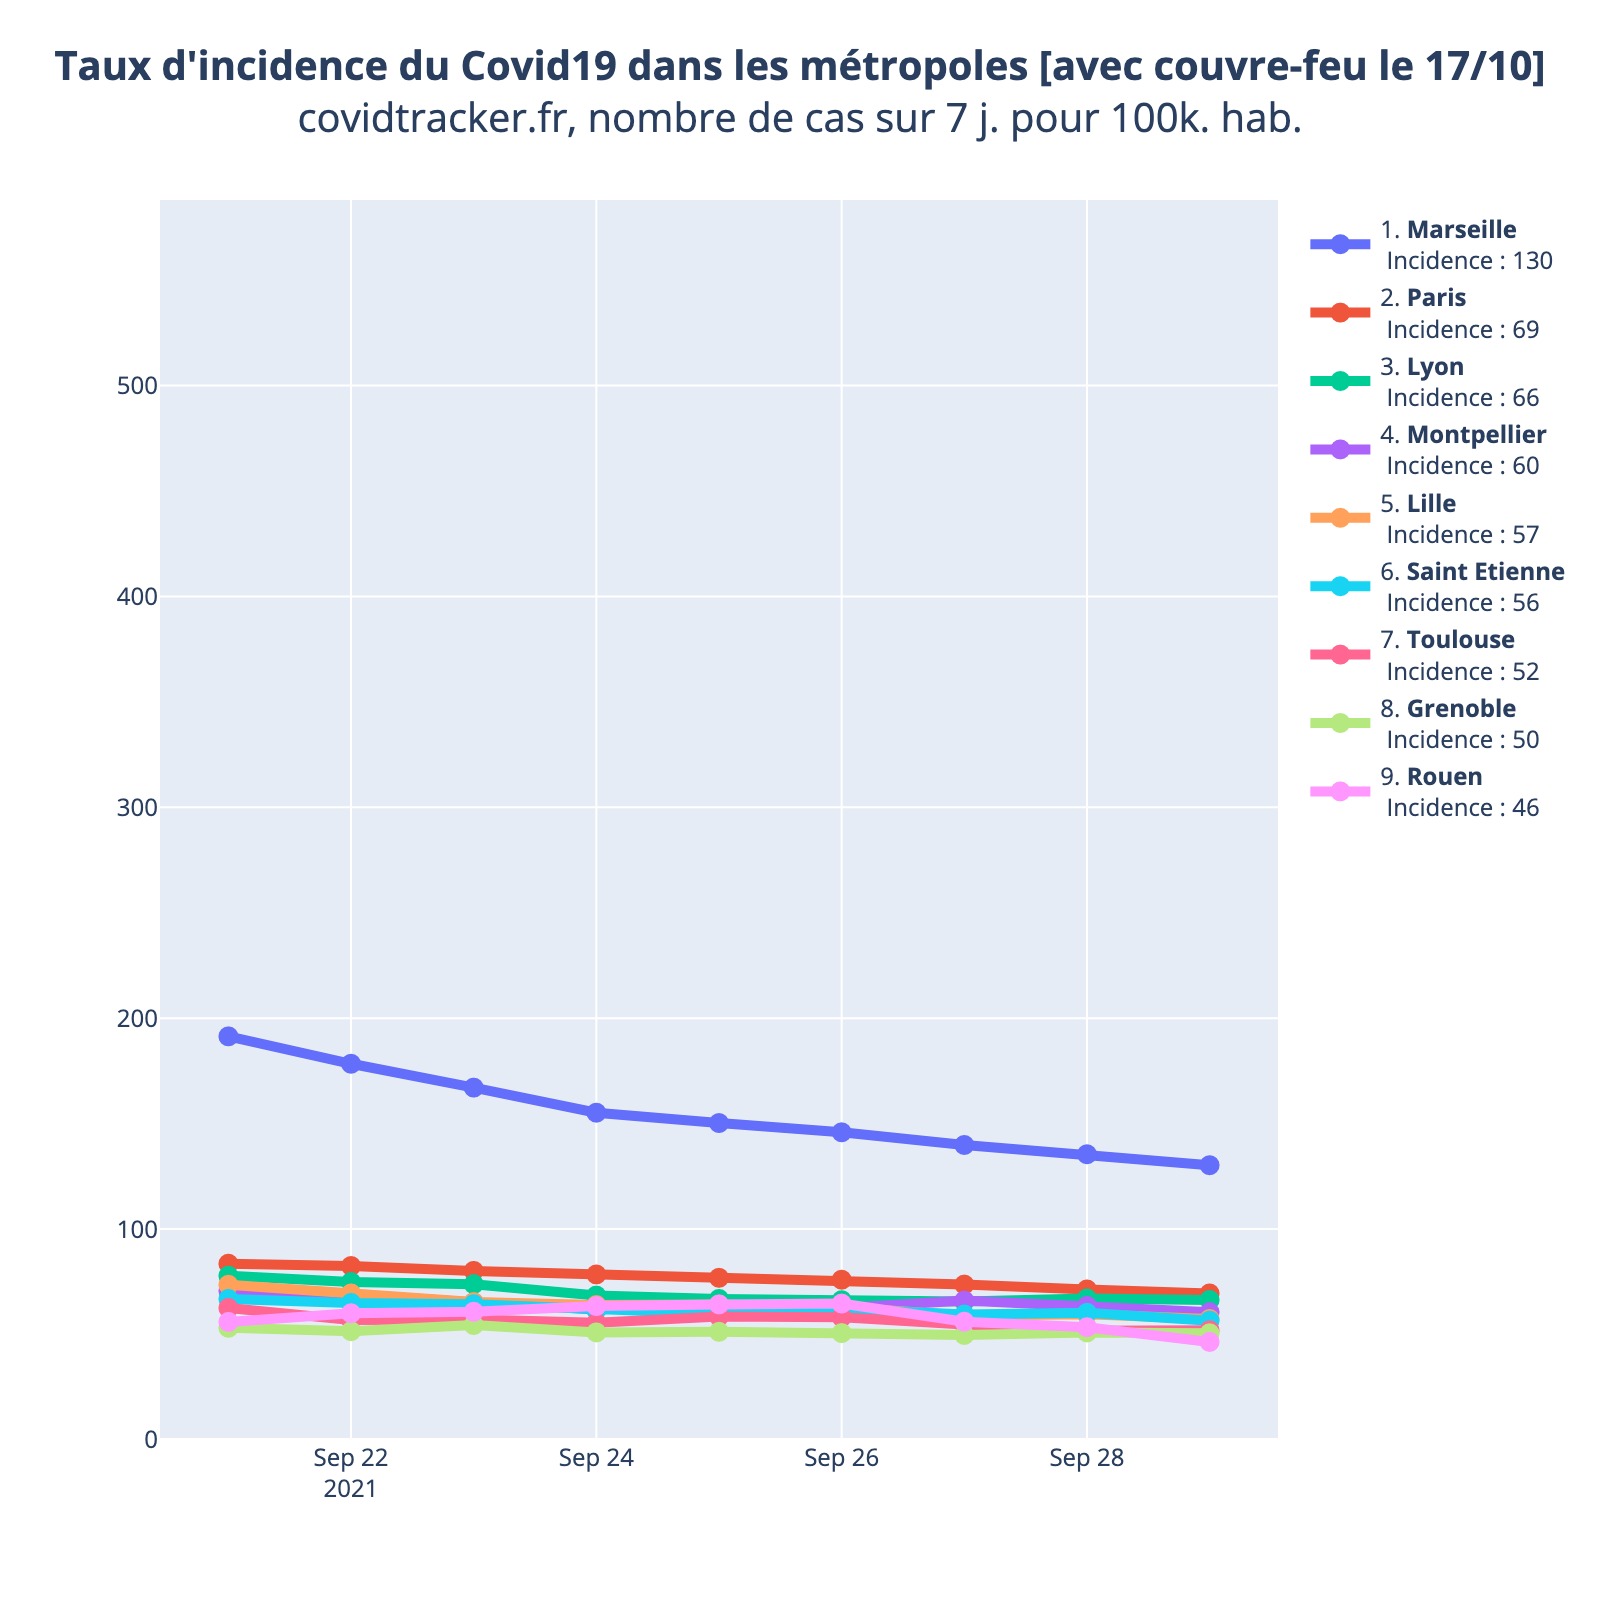 Taux d'incidence du Covid19 dans les métropoles [avec couvre-feu le 17/10]
covidtracker.fr, nombre de cas sur 7 j. pour 100k. hab.
500
400
300
200
100
0
Sep 22
2021
Sep 24
Sep 26
Sep 28
1. Marseille
Incidence : 130
2. Paris
Incidence : 69
3. Lyon
Incidence : 66
4. Montpellier
Incidence : 60
5. Lille
Incidence : 57
6. Saint Etienne
Incidence : 56
7. Toulouse
Incidence : 52
8. Grenoble
Incidence : 50
9. Rouen
Incidence : 46